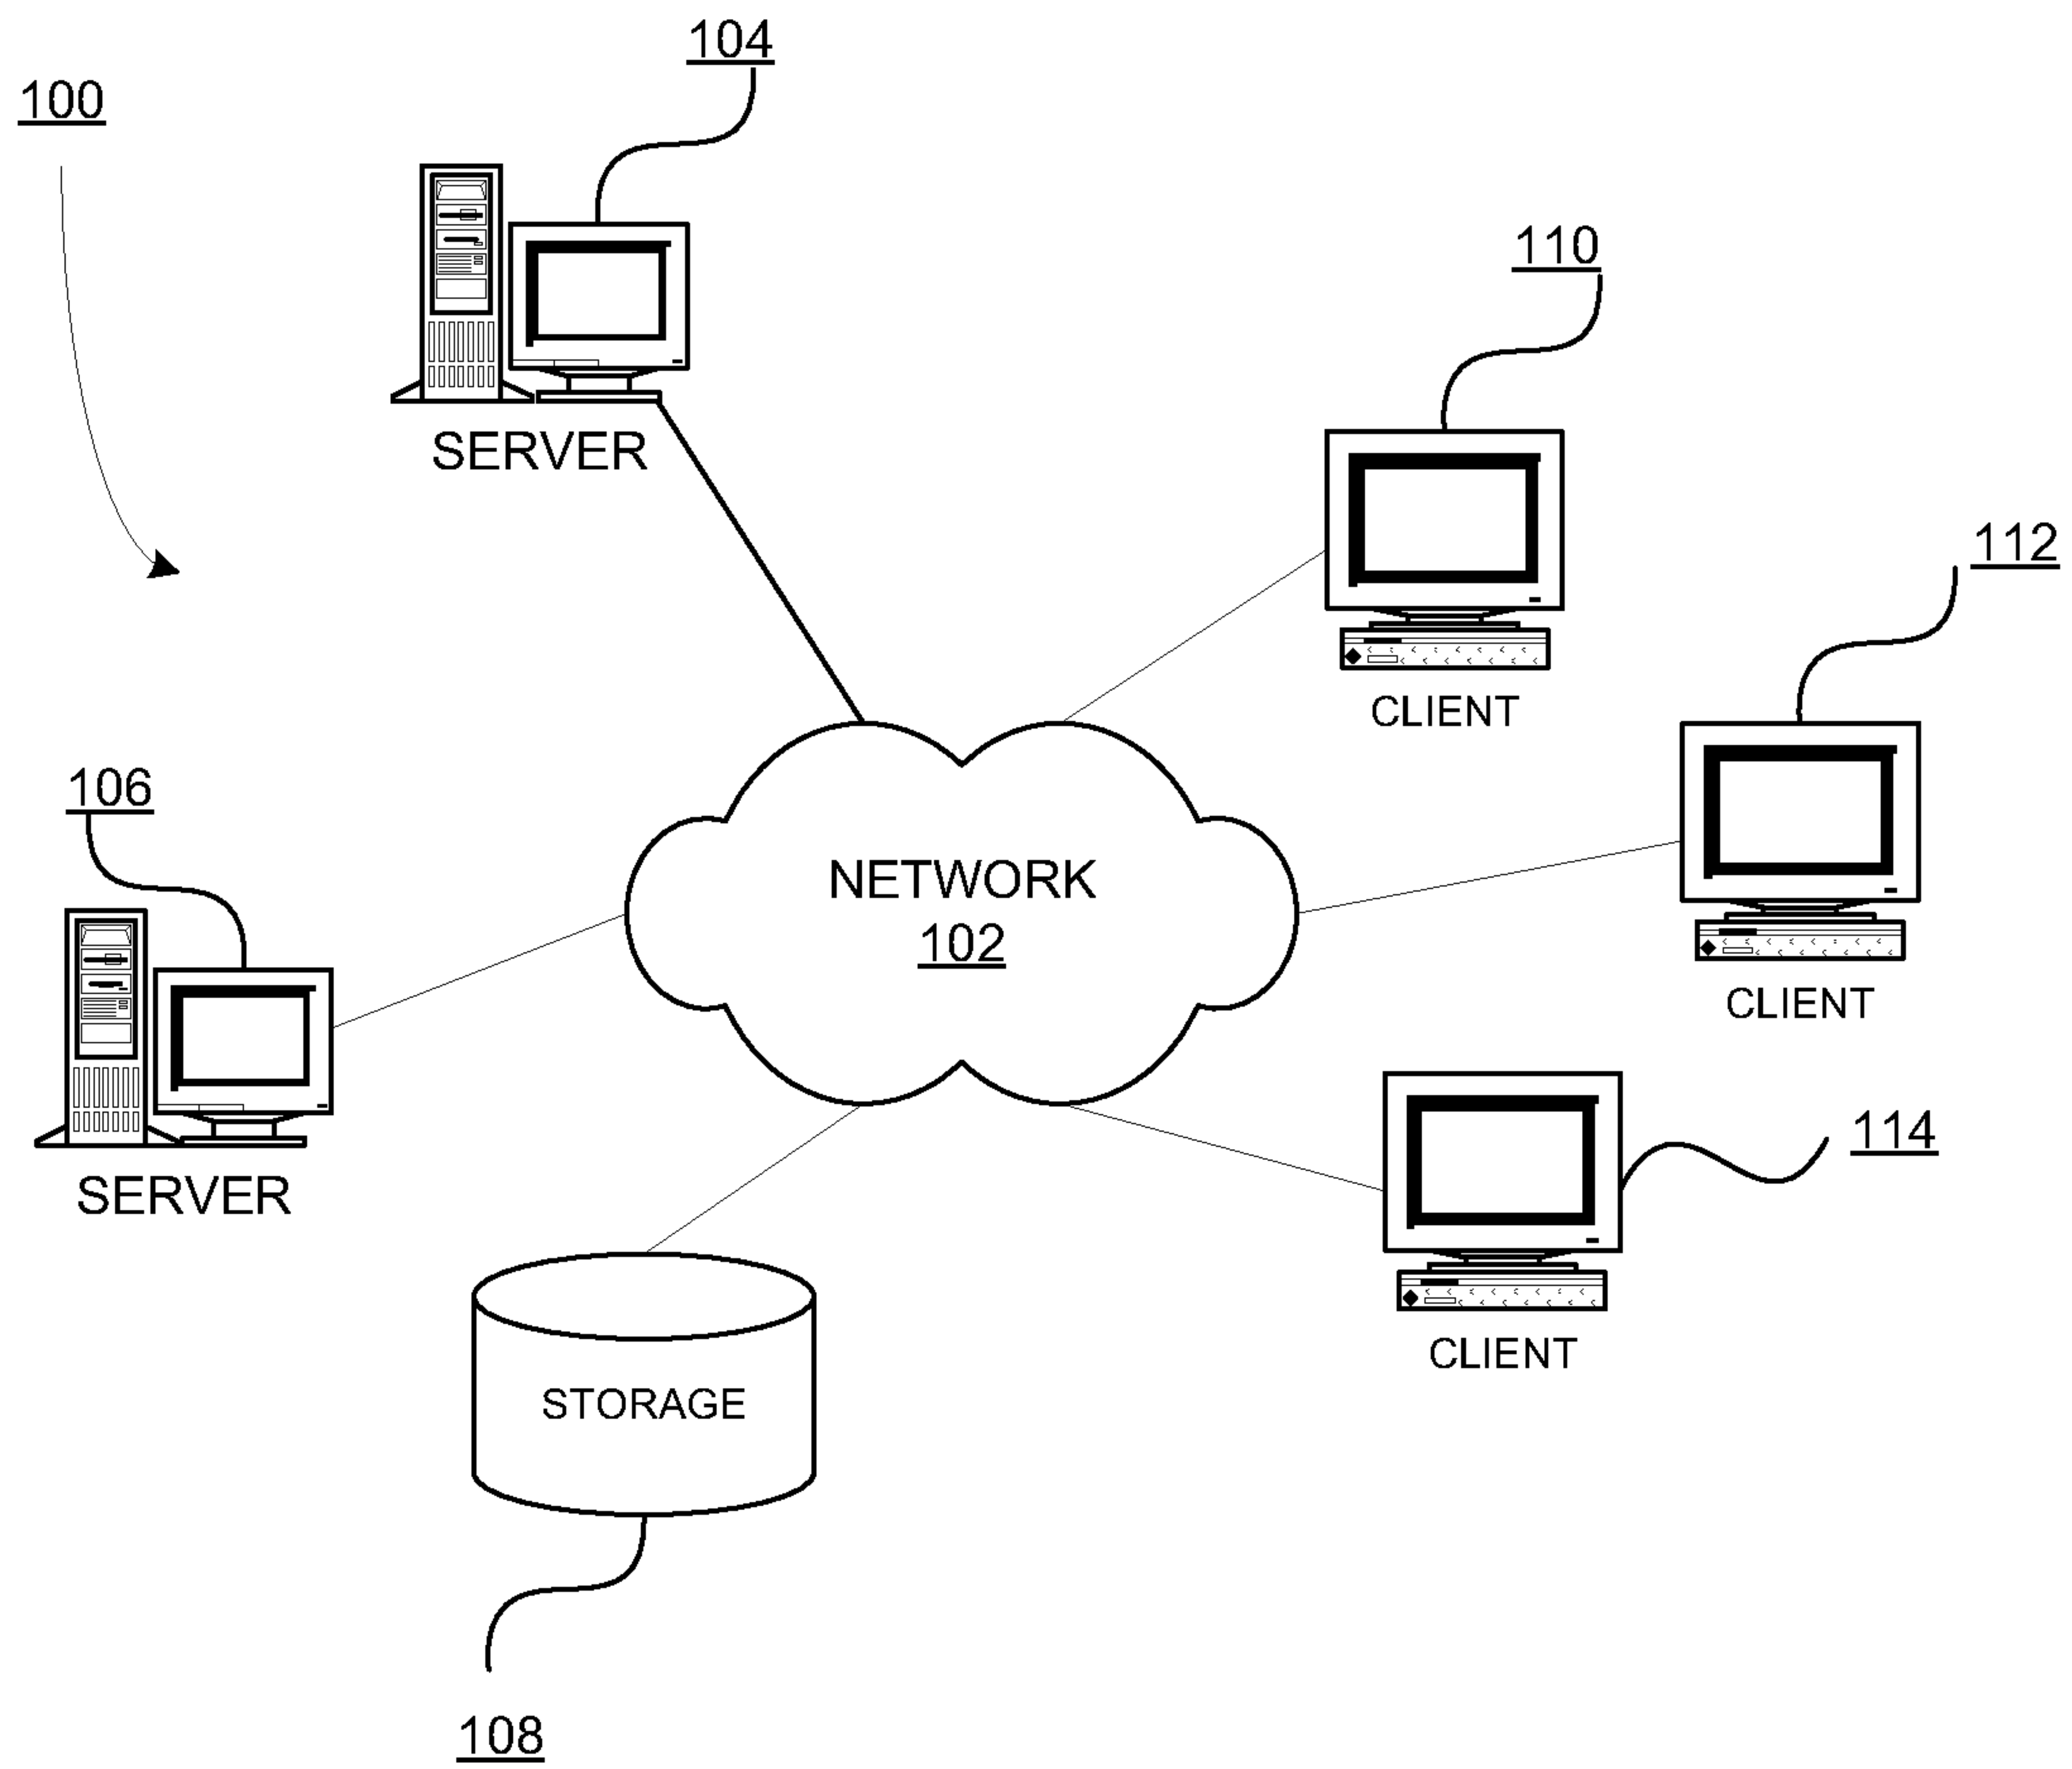 104
100
SERVER
110
CLIENT
112
CLIENT
106
SERVER
NETWORK
102
114
CLIENT
STORAGE
108